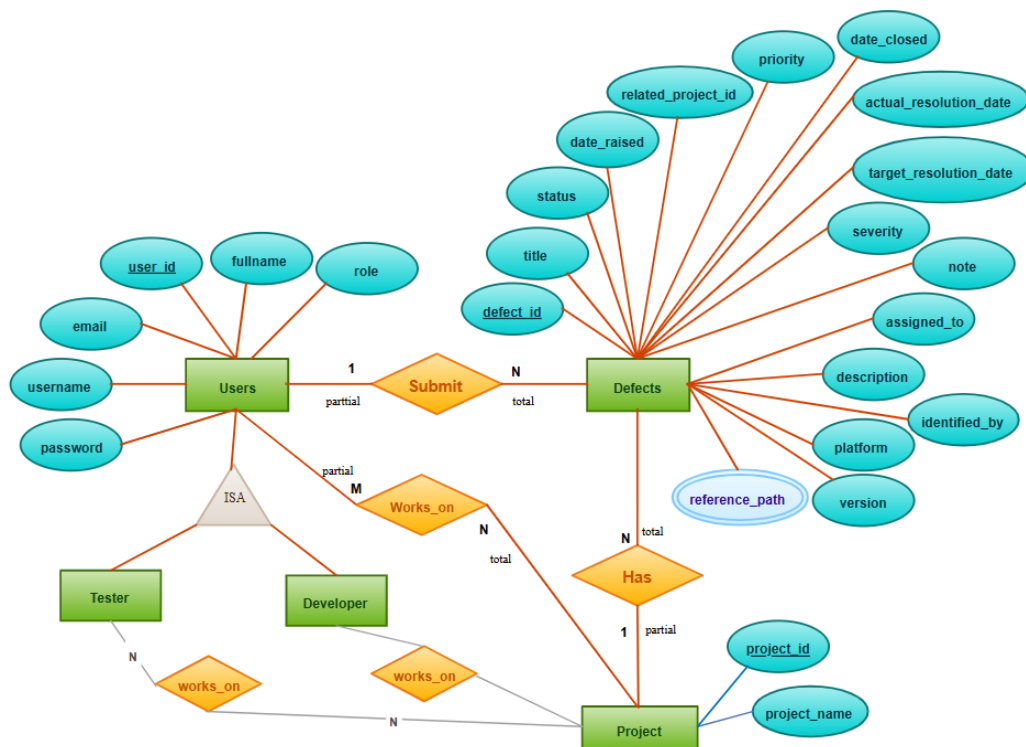 date_closed
priority
related_project_id
actual_resolution_date
date_raised
target_resolution_date
status
severity
user_id
fullname
role
title
note
defect_id
email
assigned_to
Users
1
Submit
N
Defects
username
parttial
total
description
password
identified_by
platform
partial
M
reference_path
version
ISA
Works_on
N
total
N
total
Has
Tester
Developer
1
partial
project_id
N
works_on
works_on
project_name
N
Project